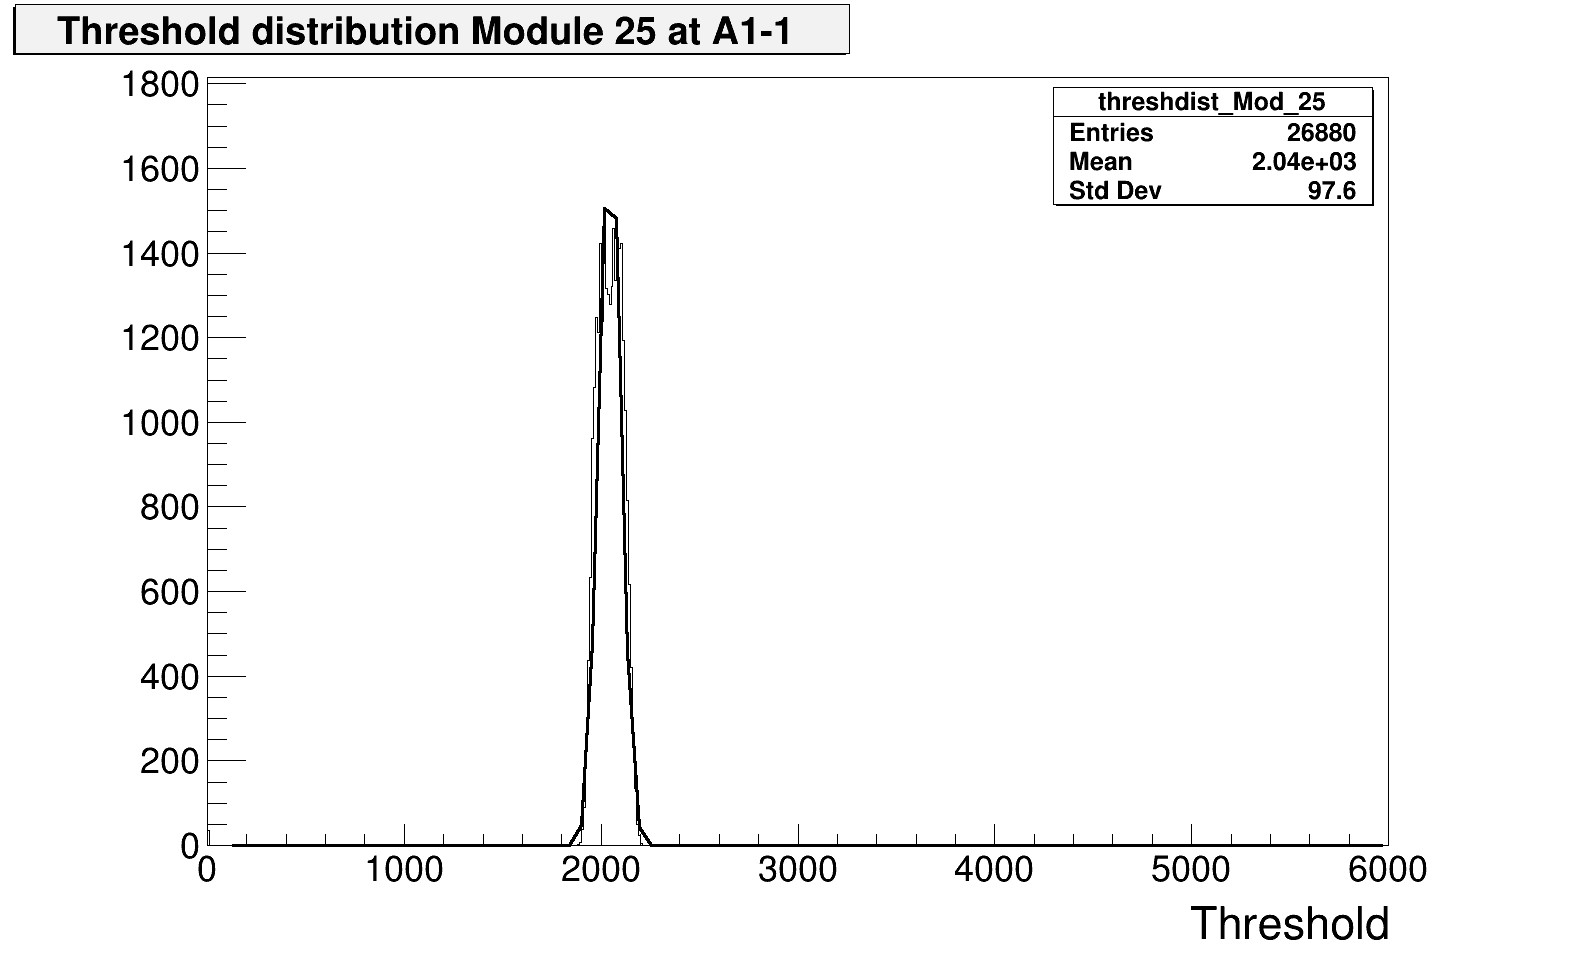 Threshold distribution Module 25 at A1-1
threshdist_Mod_25
Entries 26880
Mean 2.04e+03
Std Dev 97.6
1800
1600
1400
1200
1000
800
600
400
200
0
0 1000 2000 3000 4000 5000 6000
Threshold